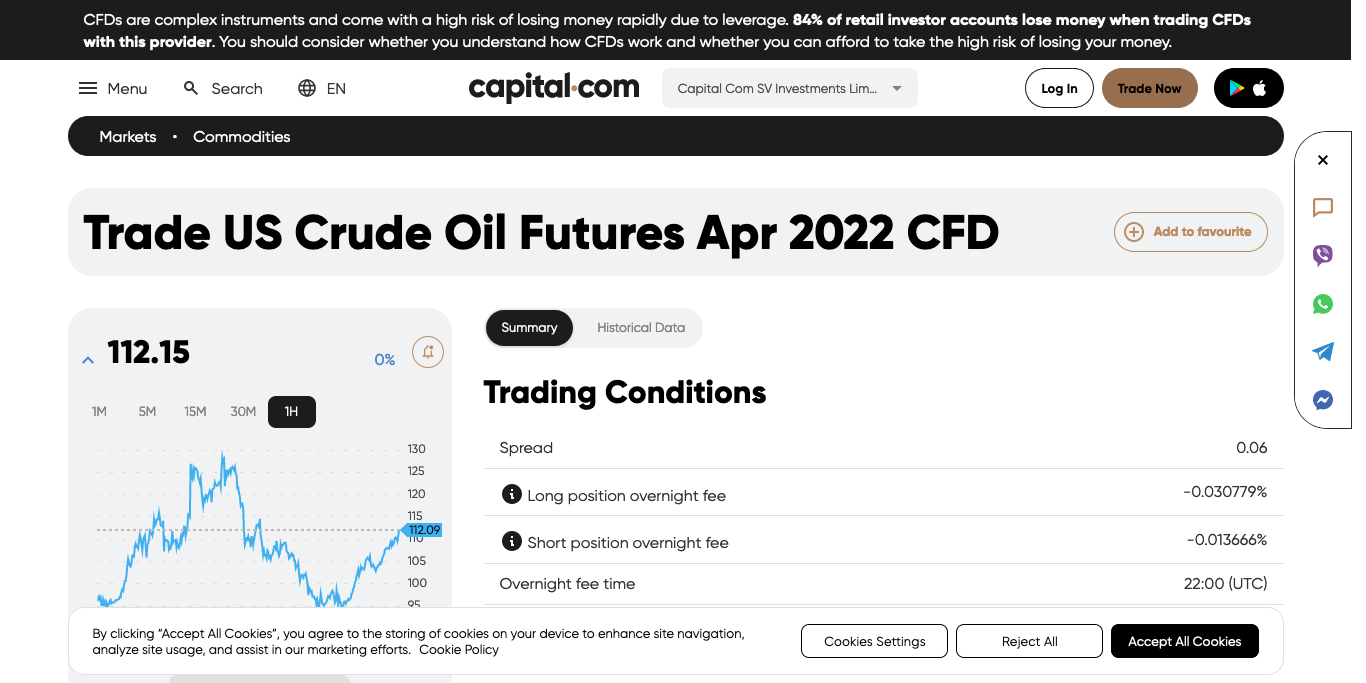 CFDs are complex instruments and come with a high risk of losing money rapidly due to leverage. 84% of retail investor accounts lose money when trading CFDs
with this provider. You should consider whether you understand how CFDs work and whether you can afford to take the high risk of losing your money.
Menu
Search
EN
capital.com
Capital Com SV Investments Lim...
Log In
Trade Now
Markets • Commodities
Trade US Crude Oil Futures Apr 2022 CFD
Add to favourite
112.15
0%
1M 5M 15M 30M 1H
130
125
120
115
112.09
110
105
100
95
Summary
Historical Data
Trading Conditions
Spread 0.06
Long position overnight fee -0.030779%
Short position overnight fee -0.013666%
Overnight fee time 22:00 (UTC)
By clicking “Accept All Cookies”, you agree to the storing of cookies on your device to enhance site navigation,
analyze site usage, and assist in our marketing efforts. Cookie Policy
Cookies Settings
Reject All
Accept All Cookies